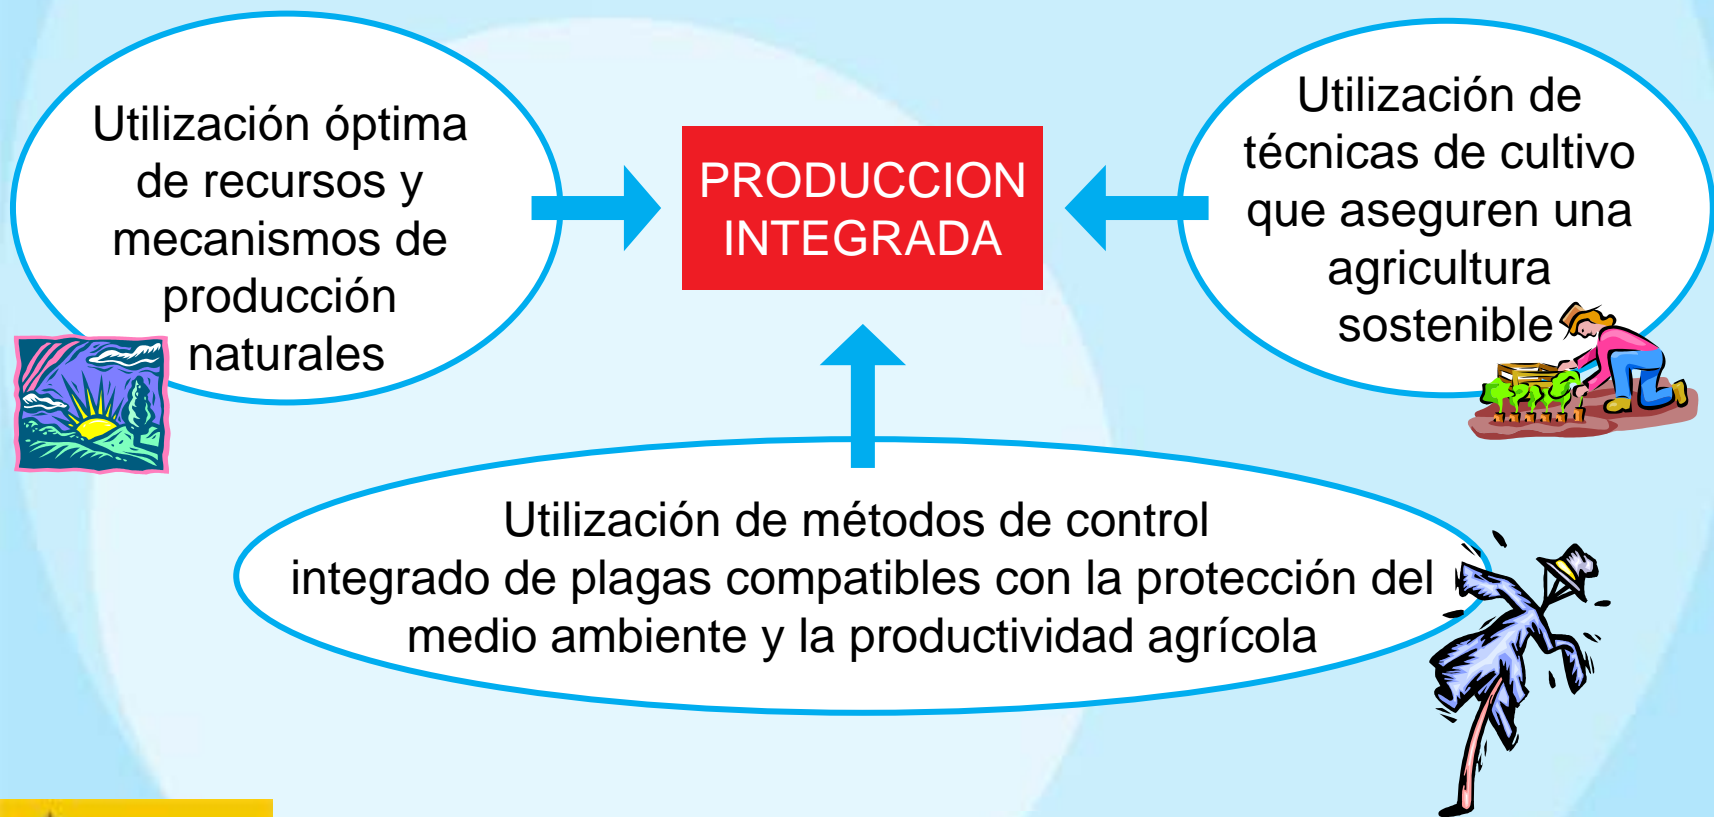 Utilización óptima
de recursos y
mecanismos de
producción
naturales
PRODUCCION
INTEGRADA
Utilización de
técnicas de cultivo
que aseguren una
agricultura
sostenible
Utilización de métodos de control
integrado de plagas compatibles con la protección del
medio ambiente y la productividad agrícola